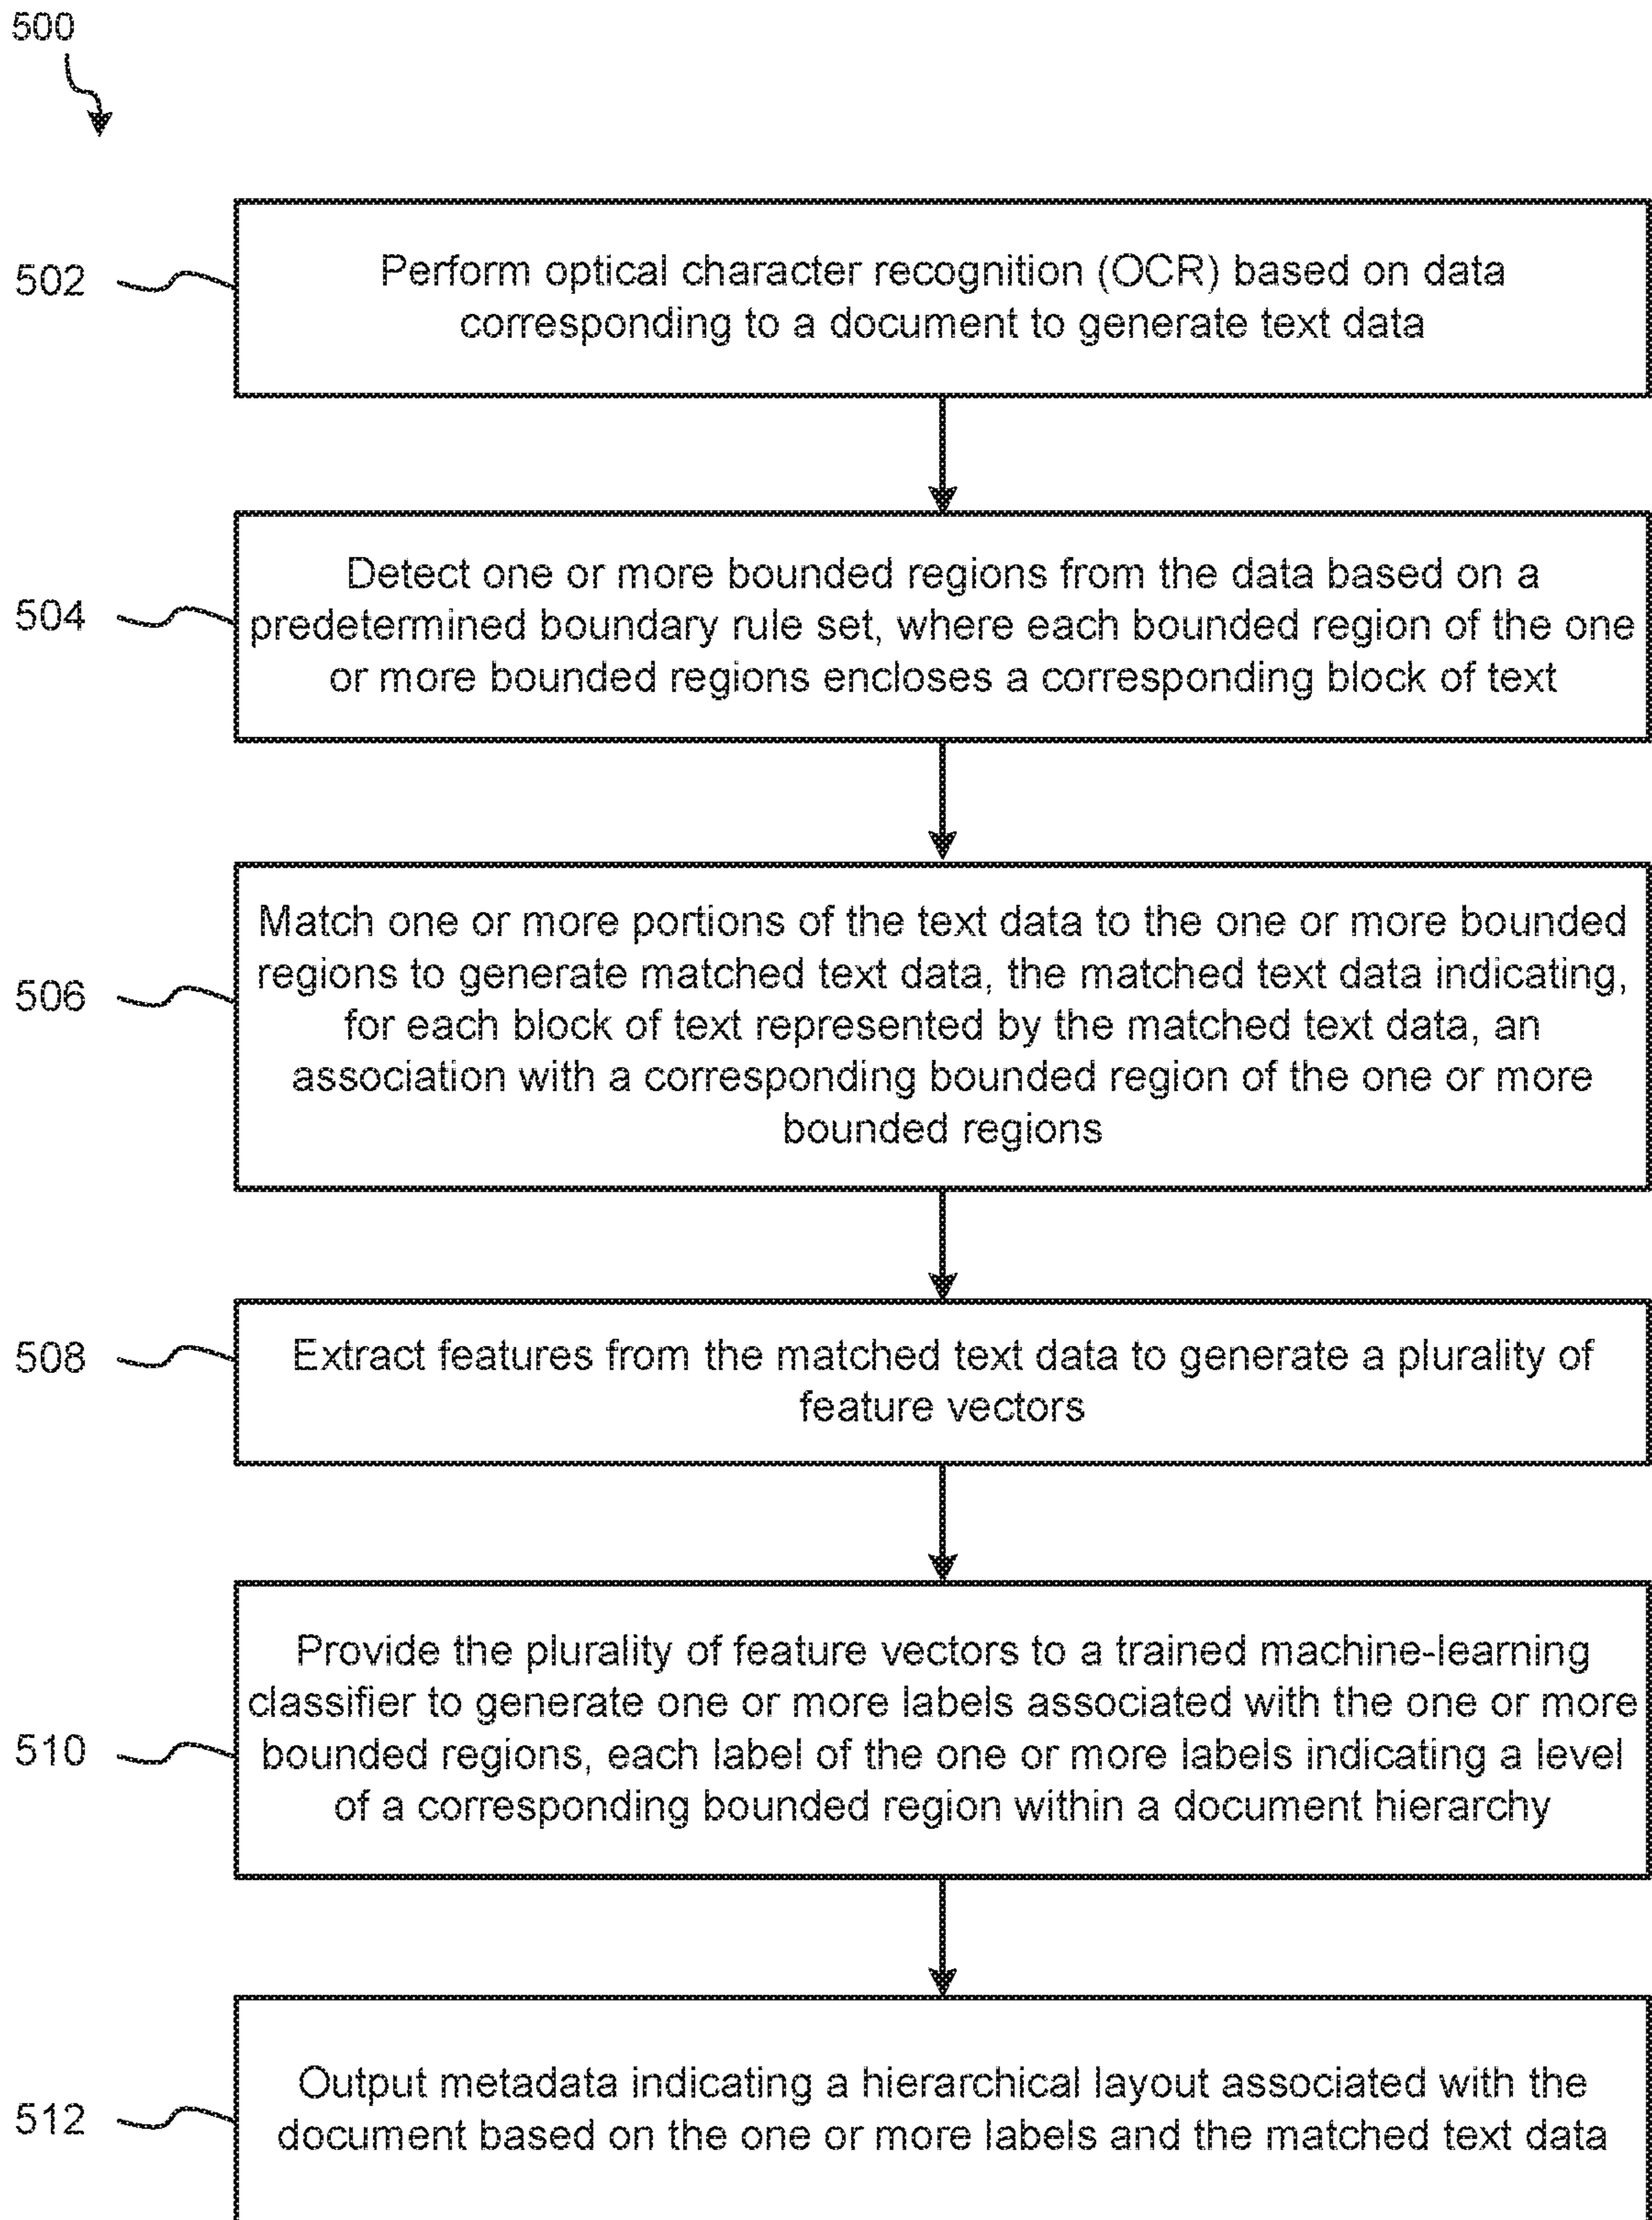 500
502
Perform optical character recognition (OCR) based on data
corresponding to a document to generate text data
504
Detect one or more bounded regions from the data based on a
predetermined boundary rule set, where each bounded region of the one
or more bounded regions encloses a corresponding block of text
506
Match one or more portions of the text data to the one or more bounded
regions to generate matched text data, the matched text data indicating,
for each block of text represented by the matched text data, an
association with a corresponding bounded region of the one or more
bounded regions
508
Extract features from the matched text data to generate a plurality of
feature vectors
510
Provide the plurality of feature vectors to a trained machine-learning
classifier to generate one or more labels associated with the one or more
bounded regions, each label of the one or more labels indicating a level
of a corresponding bounded region within a document hierarchy
512
Output metadata indicating a hierarchical layout associated with the
document based on the one or more labels and the matched text data